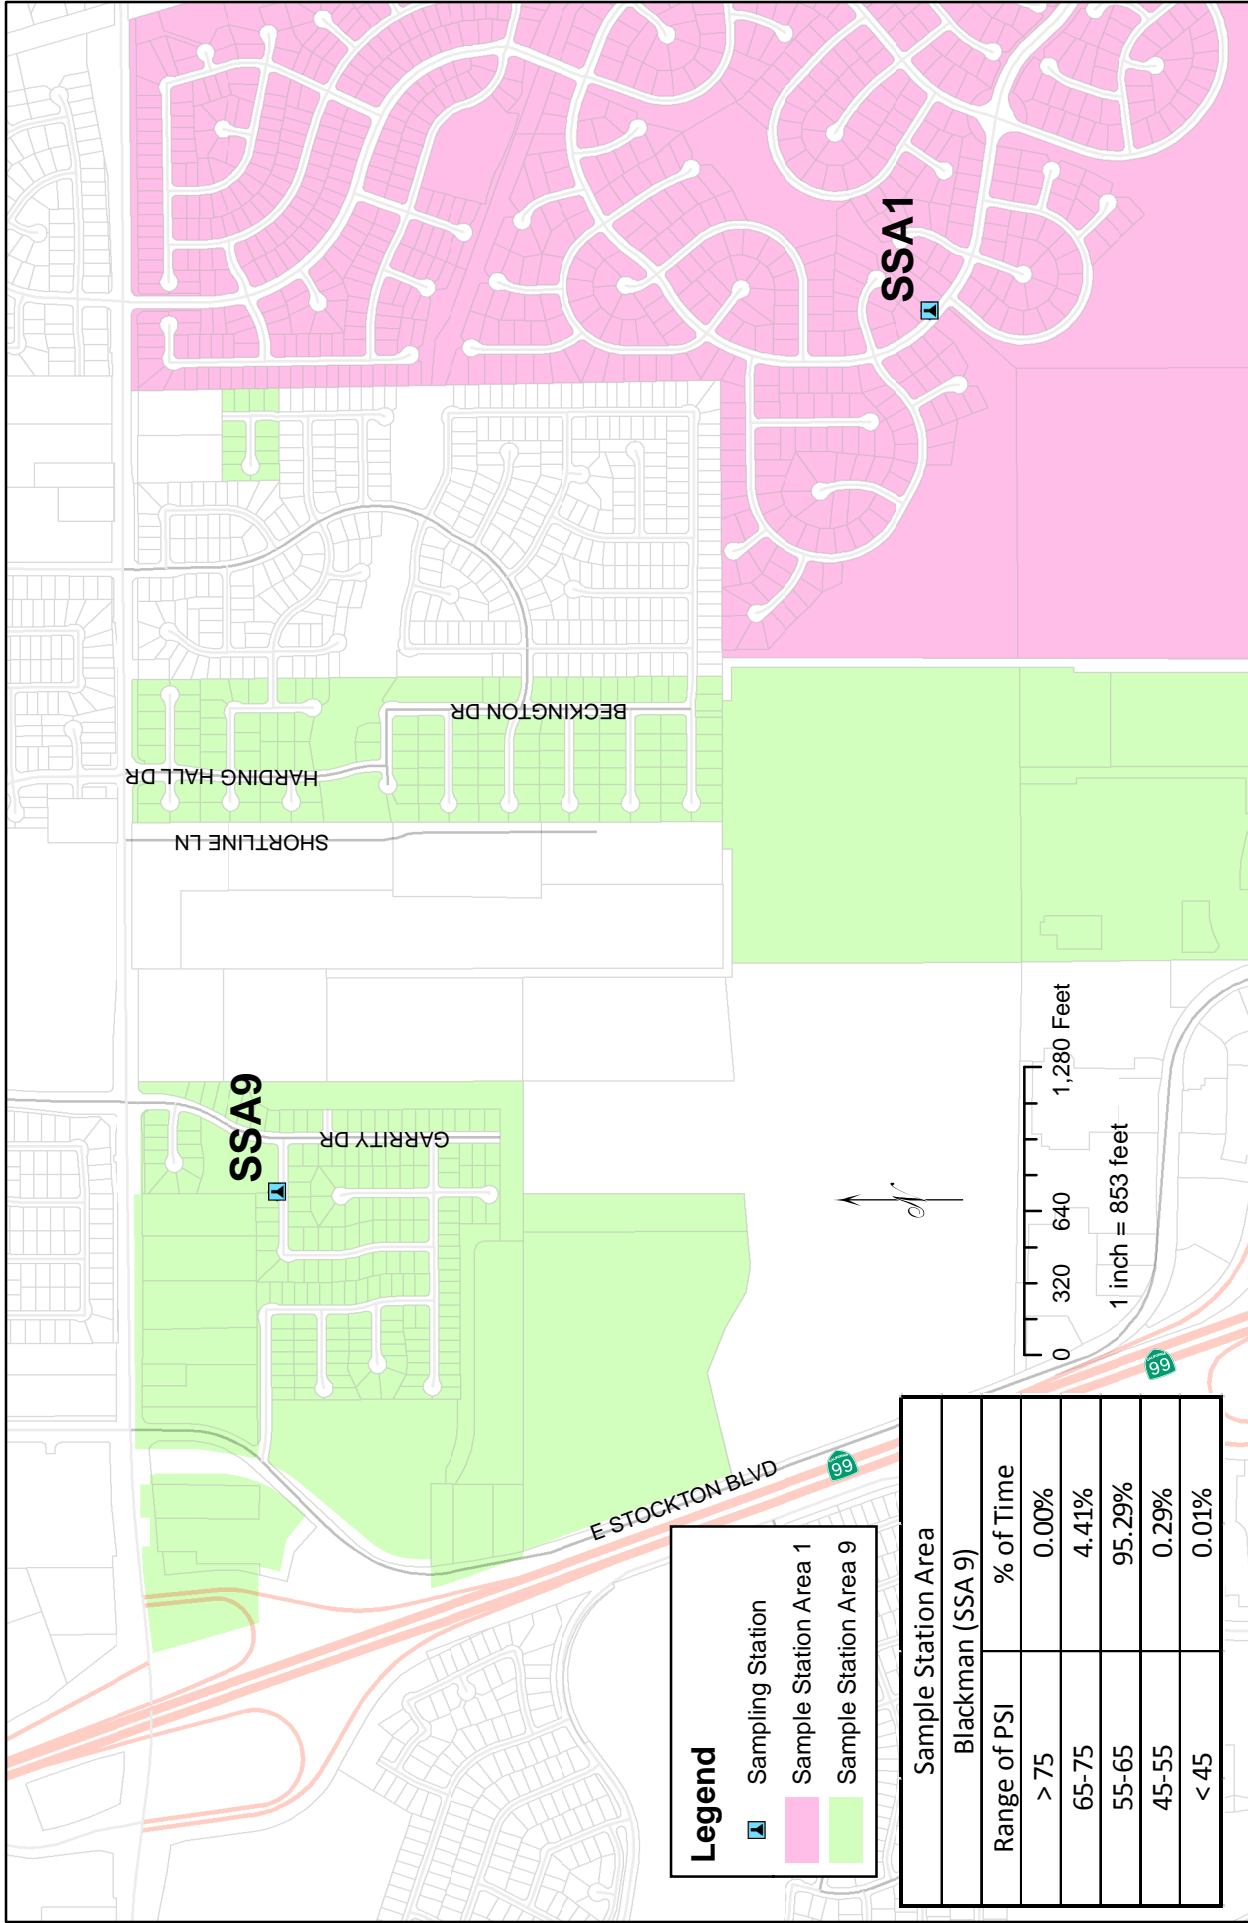 SSA9
SSA1
HARDING HALL DR
BECKINGTON DR
SHORTLINE LN
GARRITY DR
E STOCKTON BLVD
99
99
N
Legend
Sampling Station
Sample Station Area 1
Sample Station Area 9
0 320 640 1,280 Feet
1 inch = 853 feet
Sample Station Area
Blackman (SSA 9)
Range of PSI % of Time
>75 0.00%
65-75 4.41%
55-65 95.29%
45-55 0.29%
<45 0.01%